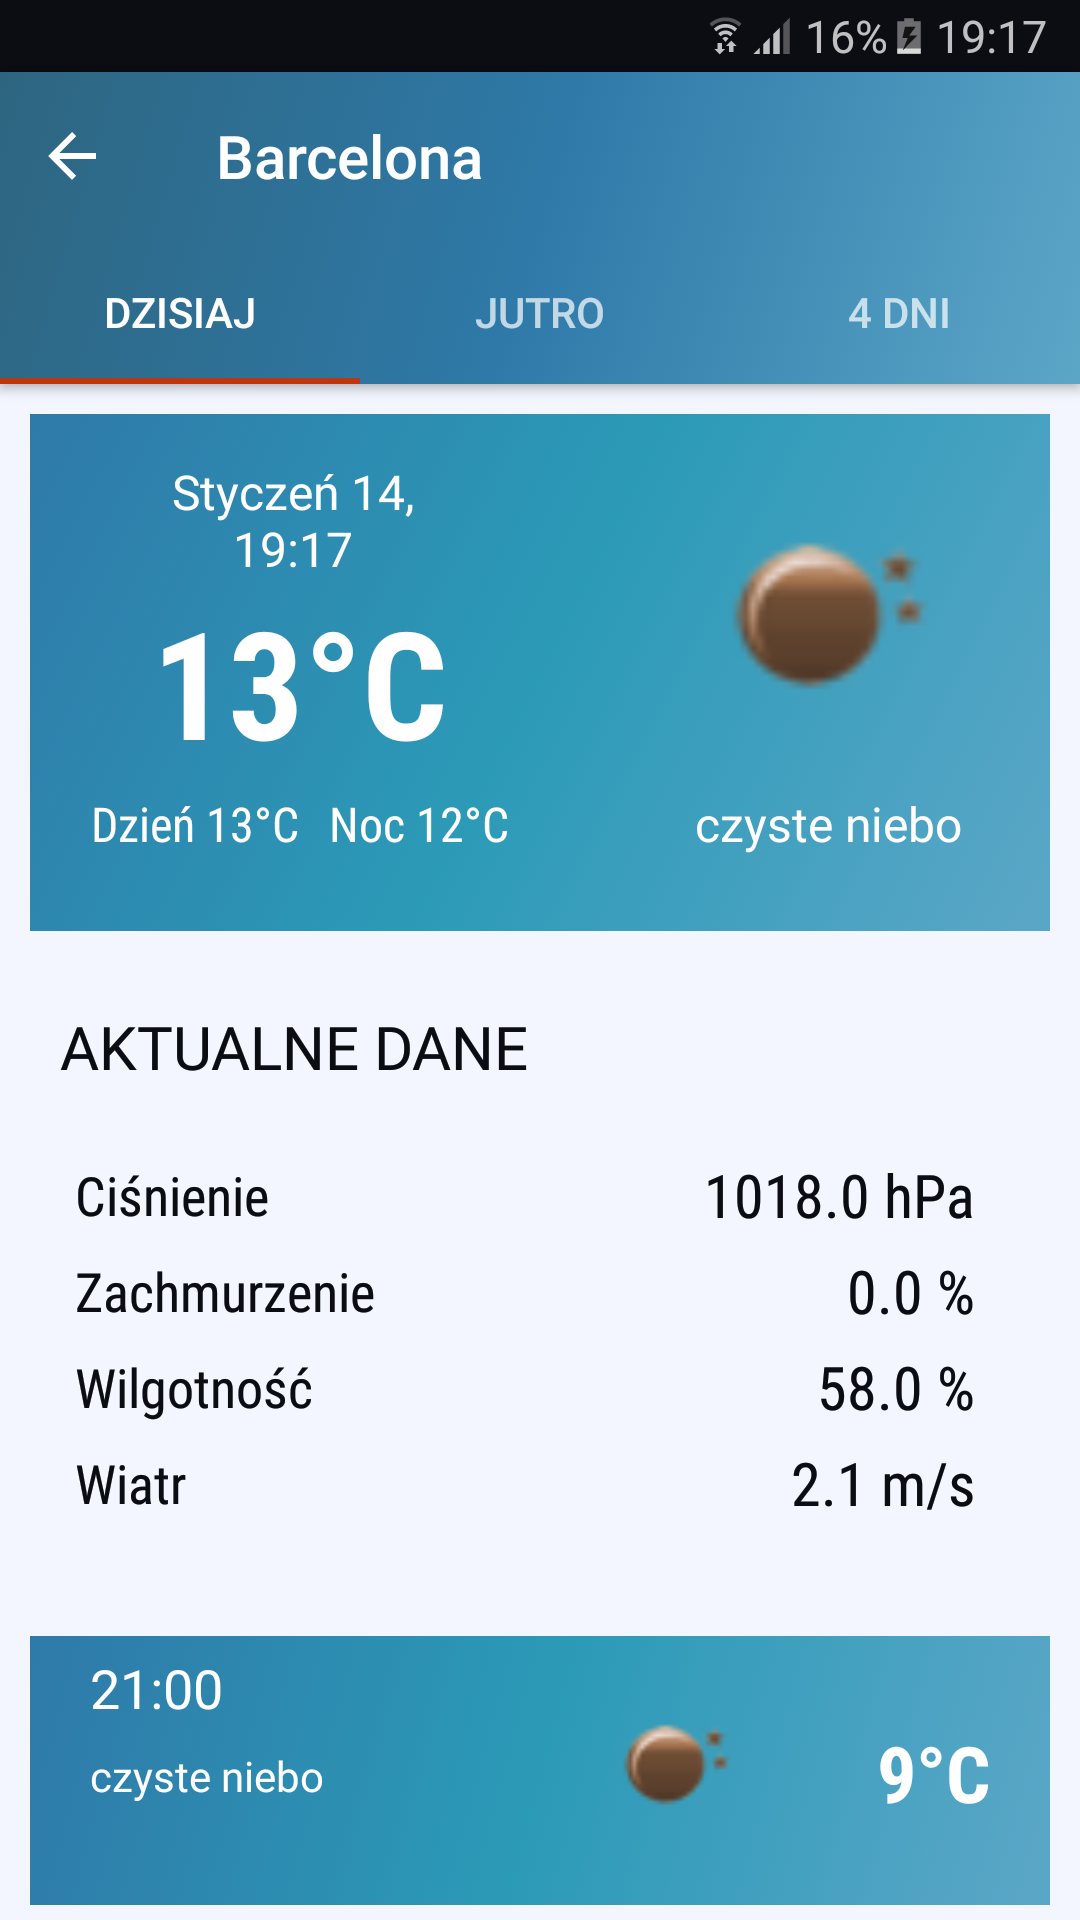 16% 19:17
Barcelona
DZISIAJ JUTRO 4 DNI
Styczeń 14,
19:17
13°C
Dzień 13°C Noc 12°C czyste niebo
AKTUALNE DANE
Ciśnienie 1018.0 hPa
Zachmurzenie 0.0 %
Wilgotność 58.0 %
Wiatr 2.1 m/s
21:00
czyste niebo 9°C